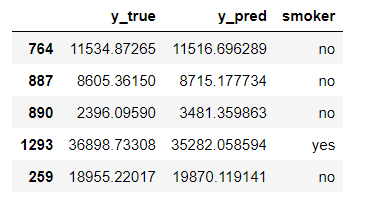 y_true y_pred smoker
764 11534.87265 11516.696289 no
887 8605.36150 8715.177734 no
890 2396.09590 3481.359863 no
1293 36898.73308 35282.058594 yes
259 18955.22017 19870.119141 no